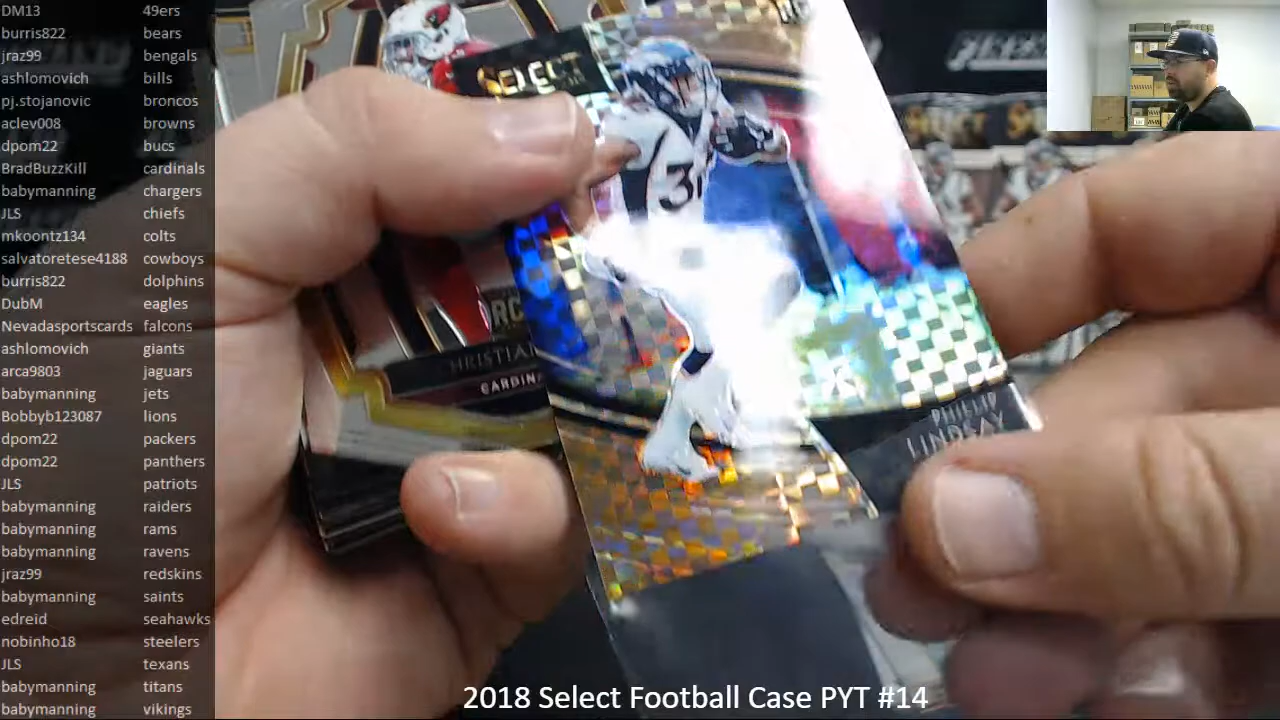 DM13 49ers
burris822 bears
jraz99 bengals
ashlomovich bills
pj.stojanovic broncos
aclev008 browns
dpom22 bucs
BradBuzzKill cardinals
babymanning chargers
JLS chiefs
mkoontz134 colts
salvatoretese4188 cowboys
burris822 dolphins
DubM eagles
Nevadasportscards falcons
ashlomovich giants
arca9803 jaguars
babymanning jets
Bobbyb123087 lions
dpom22 packers
dpom22 panthers
JLS patriots
babymanning raiders
babymanning rams
babymanning ravens
jraz99 redskins
babymanning saints
edreid seahawks
nobinho18 steelers
JLS texans
babymanning titans
babymanning vikings
SELECT
PHILLIP
LINDSAY
RC
2018 Select Football Case PYT #14